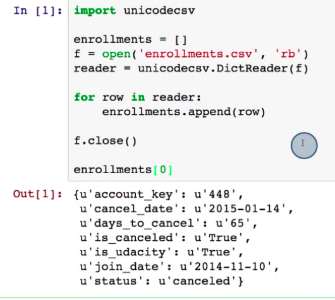 In [1]: import unicodecsv
enrollments = []
f = open('enrollments.csv', 'rb')
reader = unicodecsv.DictReader(f)
for row in reader:
    enrollments.append(row)
f.close()
enrollments[0]
Out[1]: {u'account_key': u'448',
u'cancel_date': u'2015-01-14',
u'days_to_cancel': u'65',
u'is_canceled': u'True',
u'is_udacity': u'True',
u'join_date': u'2014-11-10',
u'status': u'canceled'}